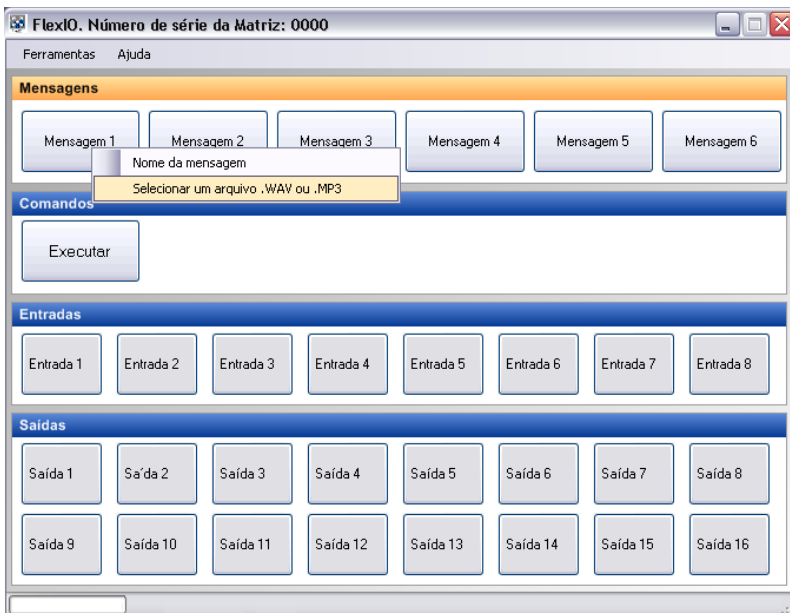 FlexIO. Número de série da Matriz: 0000
Ferramentas Ajuda
Mensagens
Mensagem 1 Mensagem 2 Mensagem 3 Mensagem 4 Mensagem 5 Mensagem 6
Nome da mensagem
Selecionar um arquivo .WAV ou .MP3
Comandos
Executar
Entradas
Entrada 1 Entrada 2 Entrada 3 Entrada 4 Entrada 5 Entrada 6 Entrada 7 Entrada 8
Saídas
Saída 1 Sa´da 2 Saída 3 Saída 4 Saída 5 Saída 6 Saída 7 Saída 8
Saída 9 Saída 10 Saída 11 Saída 12 Saída 13 Saída 14 Saída 15 Saída 16